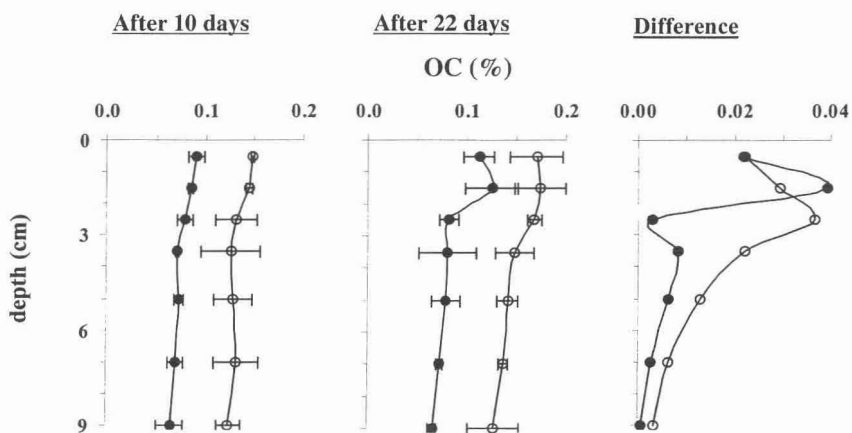 After 10 days After 22 days Difference
OC (%)
0.0 0.1 0.2 0.0 0.1 0.2 0.00 0.02 0.04
0
3
6
9
depth (cm)